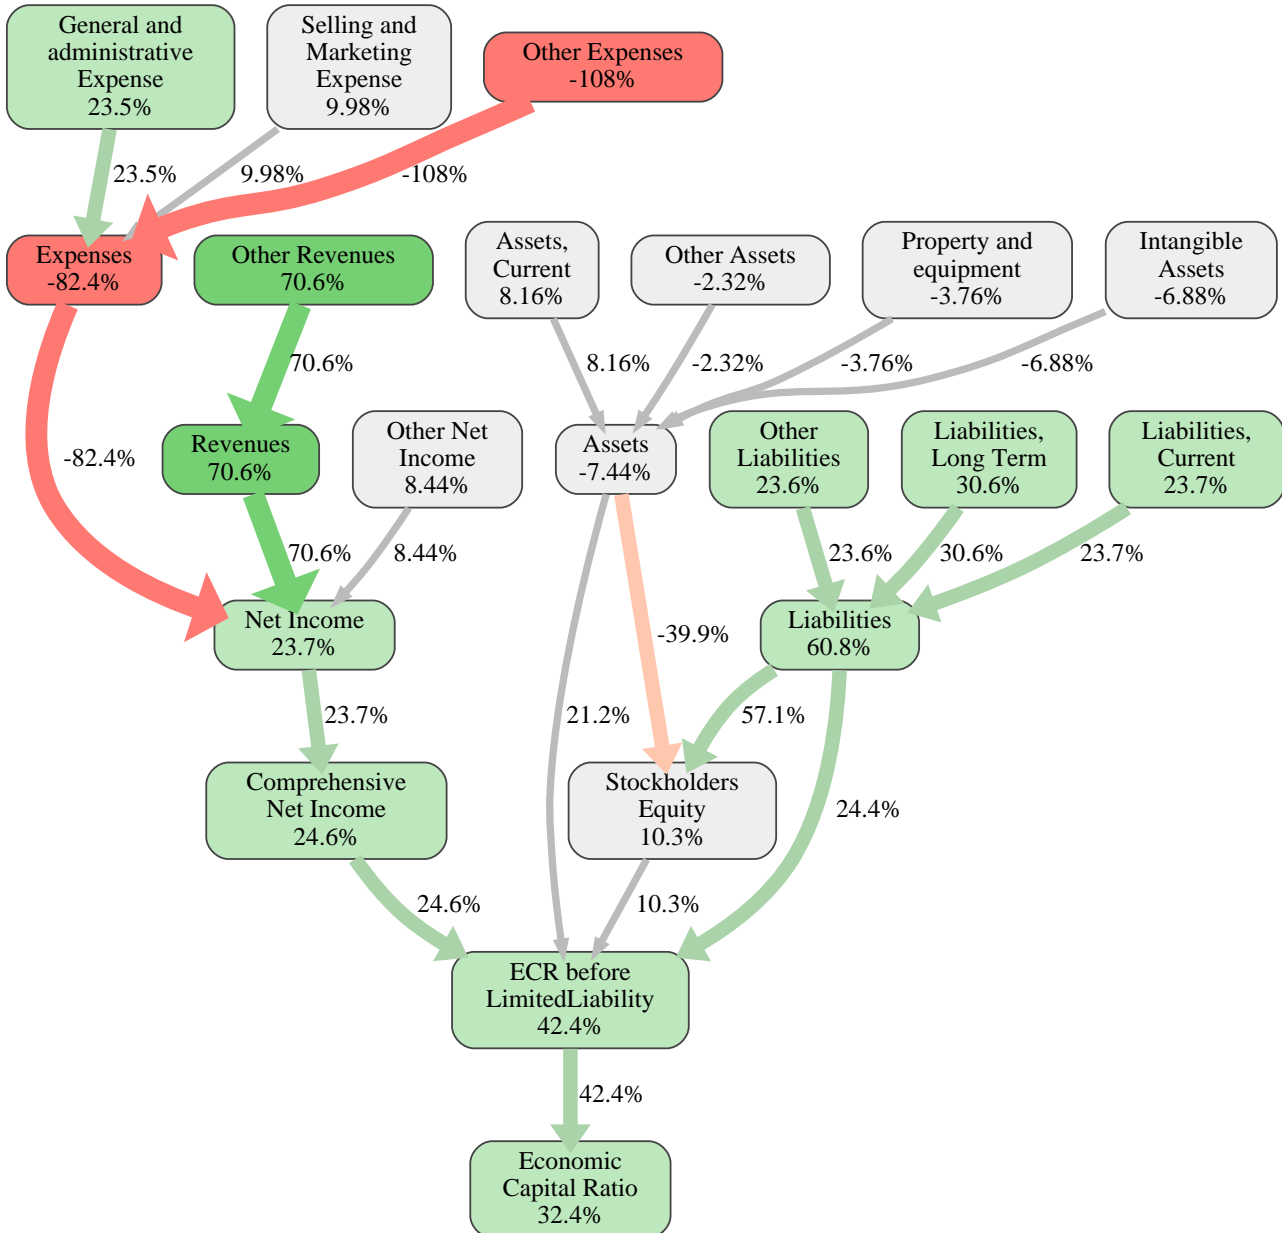 General and
administrative
Expense
23.5%
Selling and
Marketing
Expense
9.98%
Other Expenses
-108%
23.5%
9.98%
-108%
Expenses
-82.4%
Other Revenues
70.6%
Assets,
Current
8.16%
Other Assets
-2.32%
Property and
equipment
-3.76%
Intangible
Assets
-6.88%
70.6%
8.16%
-2.32%
-3.76%
-6.88%
-82.4%
Revenues
70.6%
Other Net
Income
8.44%
Assets
-7.44%
Other
Liabilities
23.6%
Liabilities,
Long Term
30.6%
Liabilities,
Current
23.7%
70.6%
8.44%
23.6%
30.6%
23.7%
Net Income
23.7%
-39.9%
Liabilities
60.8%
23.7%
21.2%
57.1%
Comprehensive
Net Income
24.6%
Stockholders
Equity
10.3%
24.4%
24.6%
10.3%
ECR before
LimitedLiability
42.4%
42.4%
Economic
Capital Ratio
32.4%